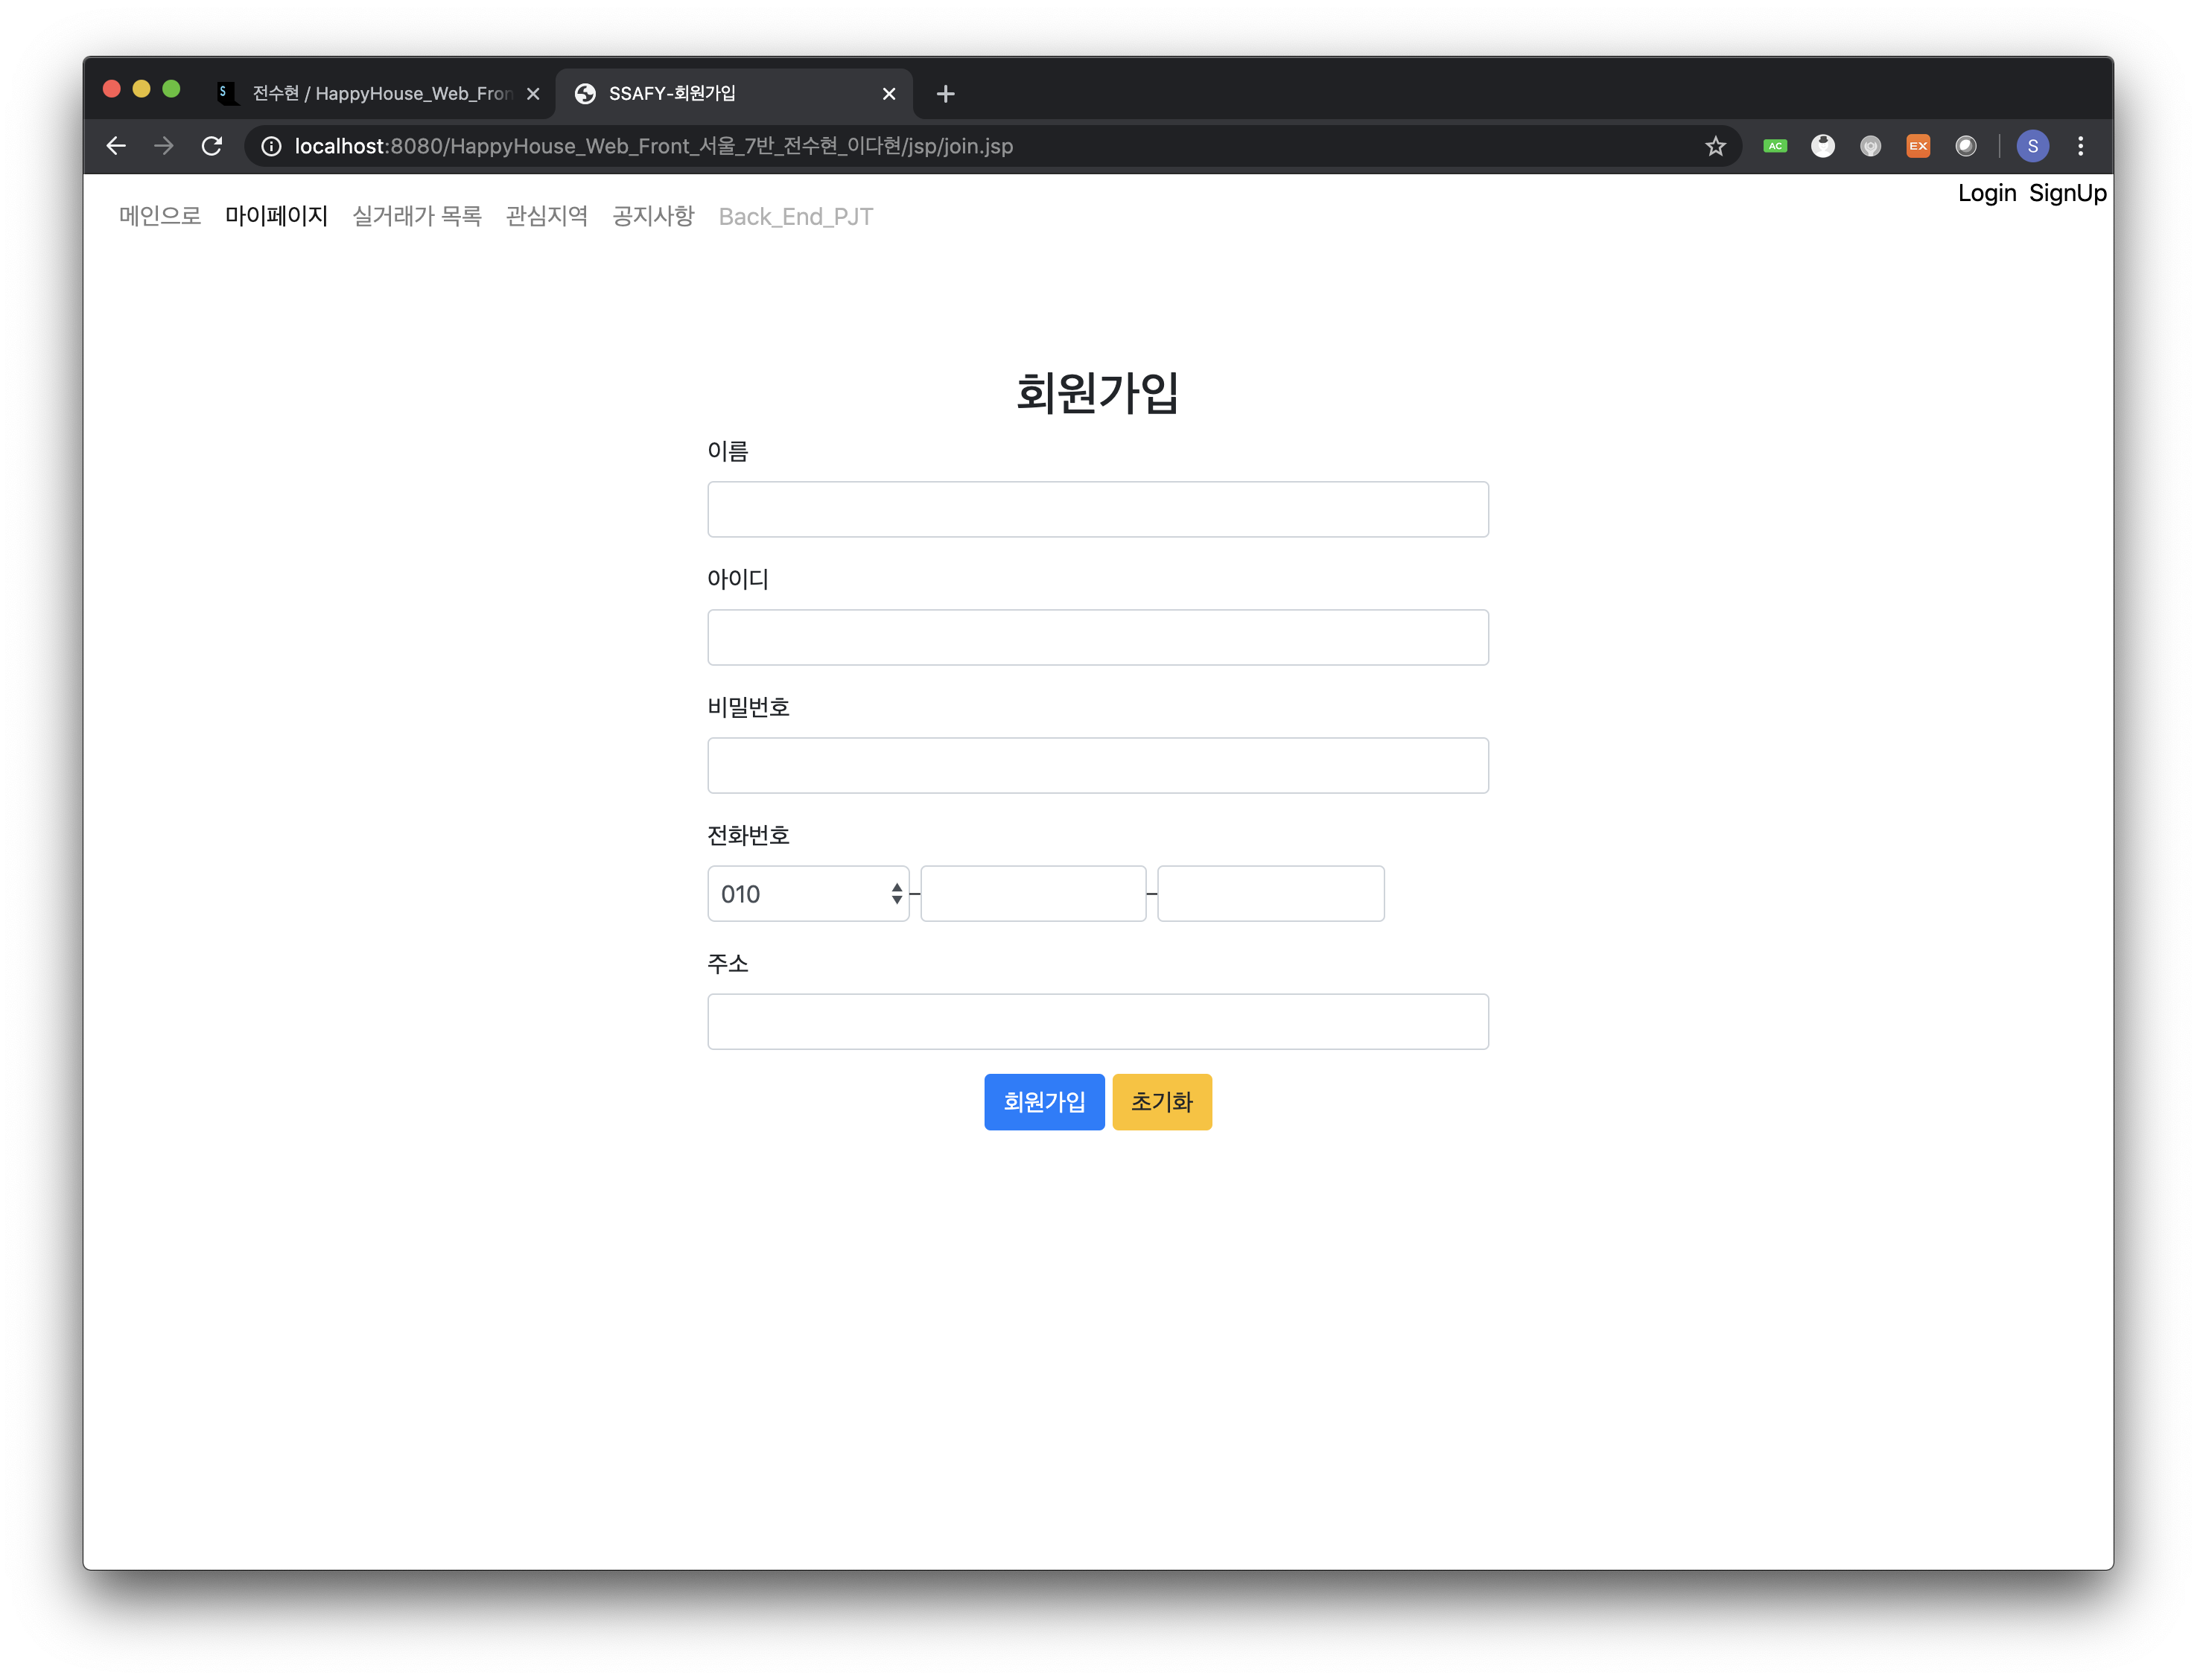 전수현 / HappyHouse_Web_Fron
SSAFY-회원가입
localhost:8080/HappyHouse_Web_Front_서울_7반_전수현_이다현/jsp/join.jsp
AC
EX
S
Login SignUp
메인으로 마이페이지 실거래가 목록 관심지역 공지사항 Back_End_PJT
회원가입
이름
아이디
비밀번호
전화번호
010 - -
주소
회원가입 초기화